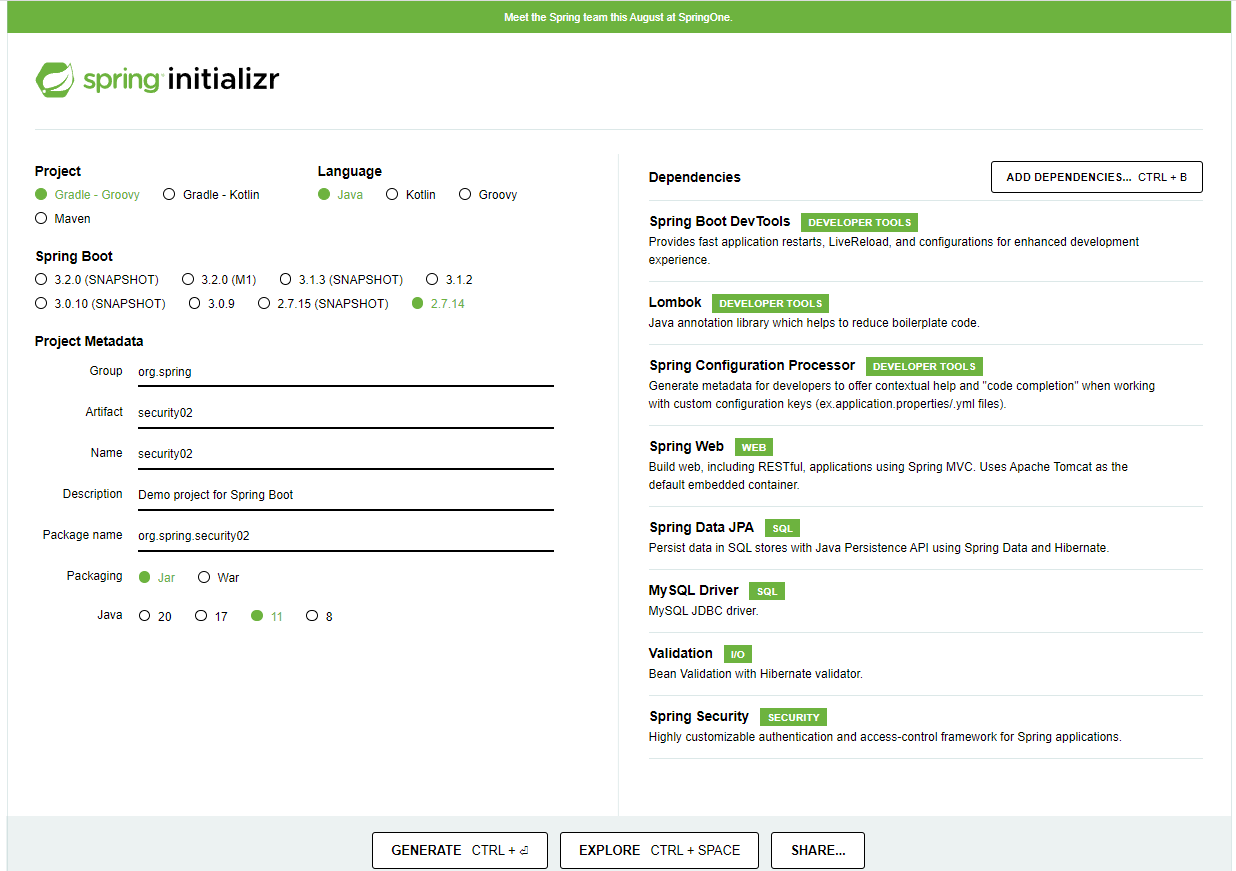 Meet the Spring team this August at SpringOne.
spring initializr
Project
Gradle - Groovy Gradle - Kotlin
Maven
Language
Java Kotlin Groovy
Spring Boot
3.2.0 (SNAPSHOT) 3.2.0 (M1) 3.1.3 (SNAPSHOT) 3.1.2
3.0.10 (SNAPSHOT) 3.0.9 2.7.15 (SNAPSHOT) 2.7.14
Project Metadata
Group org.spring
Artifact security02
Name security02
Description Demo project for Spring Boot
Package name org.spring.security02
Packaging Jar War
Java 20 17 11 8
Dependencies
ADD DEPENDENCIES... CTRL + B
Spring Boot DevTools DEVELOPER TOOLS
Provides fast application restarts, LiveReload, and configurations for enhanced development
experience.
Lombok DEVELOPER TOOLS
Java annotation library which helps to reduce boilerplate code.
Spring Configuration Processor DEVELOPER TOOLS
Generate metadata for developers to offer contextual help and "code completion" when working
with custom configuration keys (ex.application.properties/.yml files).
Spring Web WEB
Build web, including RESTful, applications using Spring MVC. Uses Apache Tomcat as the
default embedded container.
Spring Data JPA SQL
Persist data in SQL stores with Java Persistence API using Spring Data and Hibernate.
MySQL Driver SQL
MySQL JDBC driver.
Validation I/O
Bean Validation with Hibernate validator.
Spring Security SECURITY
Highly customizable authentication and access-control framework for Spring applications.
GENERATE CTRL + ⏎
EXPLORE CTRL + SPACE
SHARE...